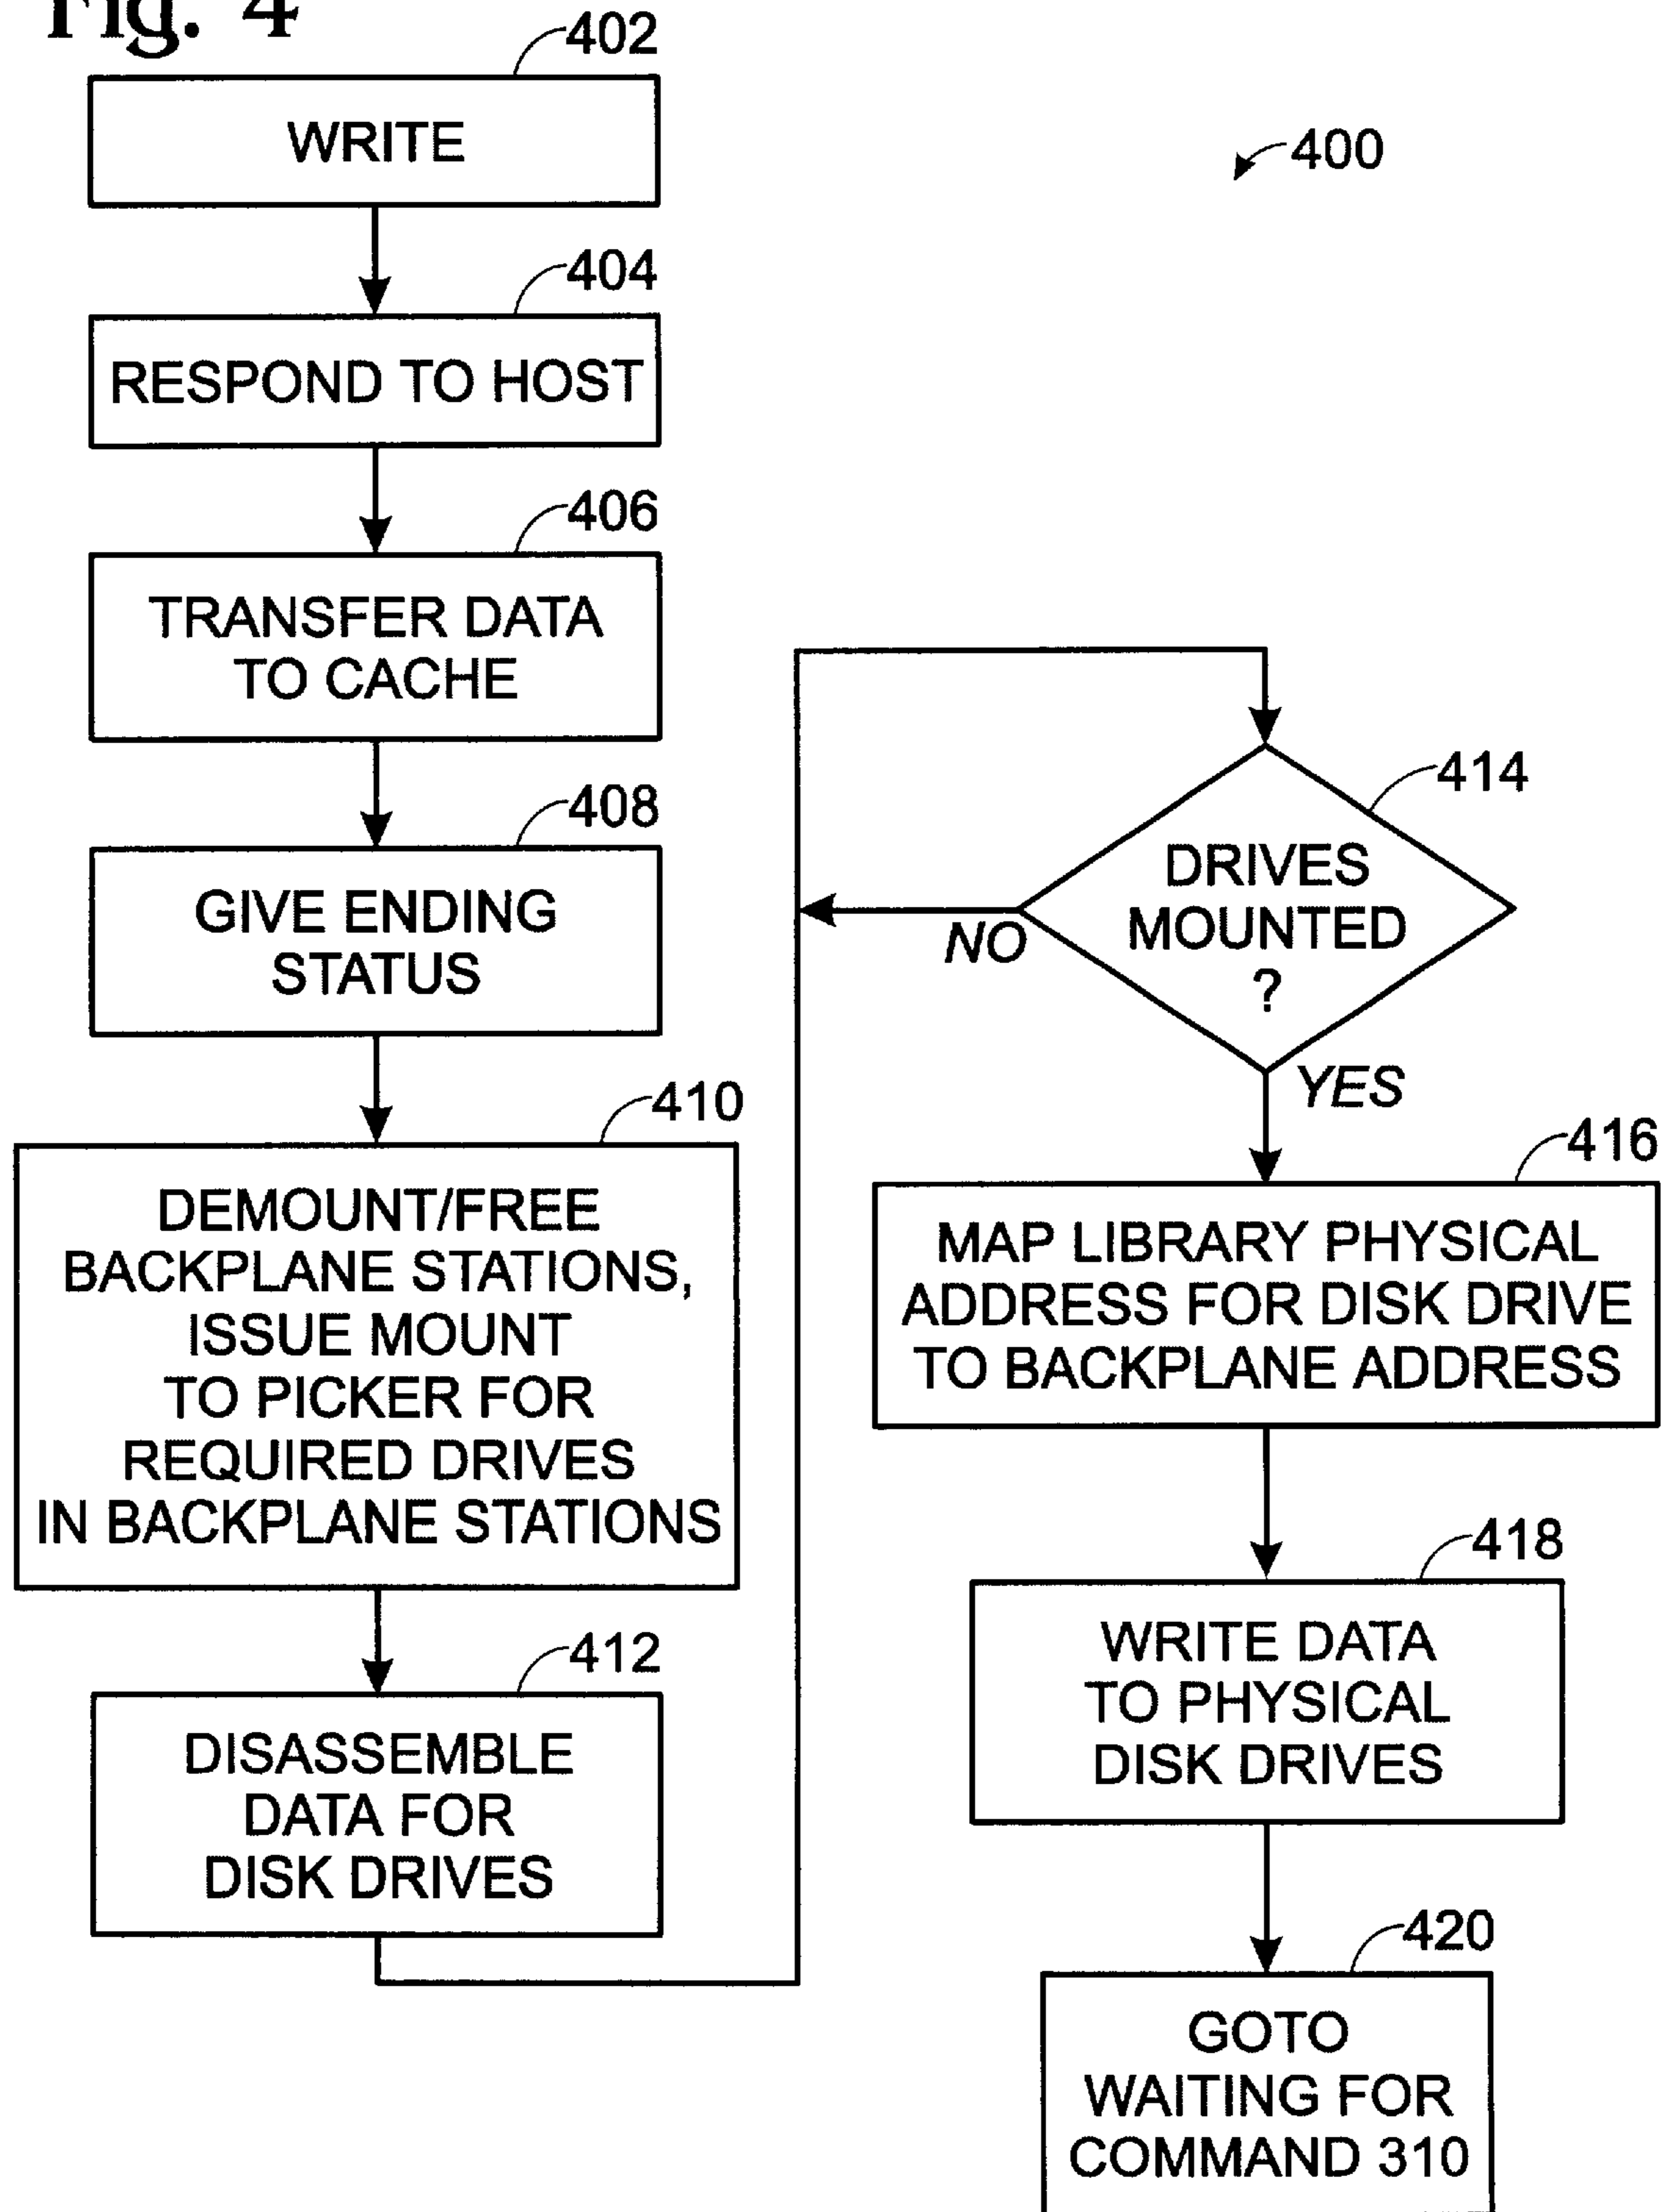 Fig. 4
402
WRITE
400
404
RESPOND TO HOST
406
TRANSFER DATA
TO CACHE
408
GIVE ENDING
STATUS
410
DEMOUNT/FREE
BACKPLANE STATIONS,
ISSUE MOUNT
TO PICKER FOR
REQUIRED DRIVES
IN BACKPLANE STATIONS
412
DISASSEMBLE
DATA FOR
DISK DRIVES
414
DRIVES
MOUNTED
?
NO
YES
416
MAP LIBRARY PHYSICAL
ADDRESS FOR DISK DRIVE
TO BACKPLANE ADDRESS
418
WRITE DATA
TO PHYSICAL
DISK DRIVES
420
GOTO
WAITING FOR
COMMAND 310